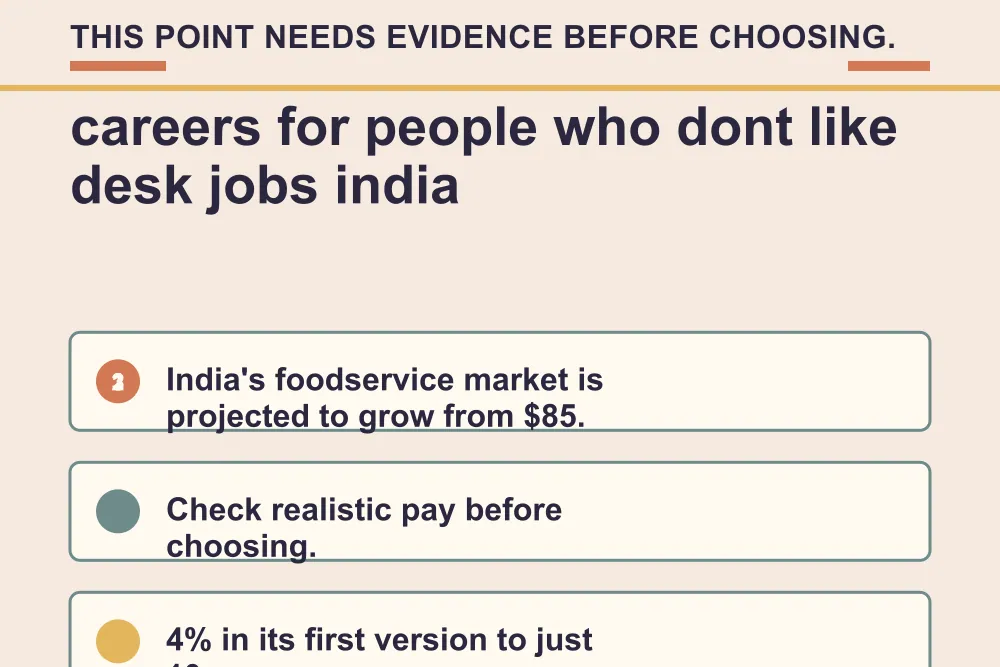 THIS POINT NEEDS EVIDENCE BEFORE CHOOSING.
careers for people who dont like
desk jobs india
India's foodservice market is
projected to grow from $85.
Check realistic pay before
choosing.
4% in its first version to just